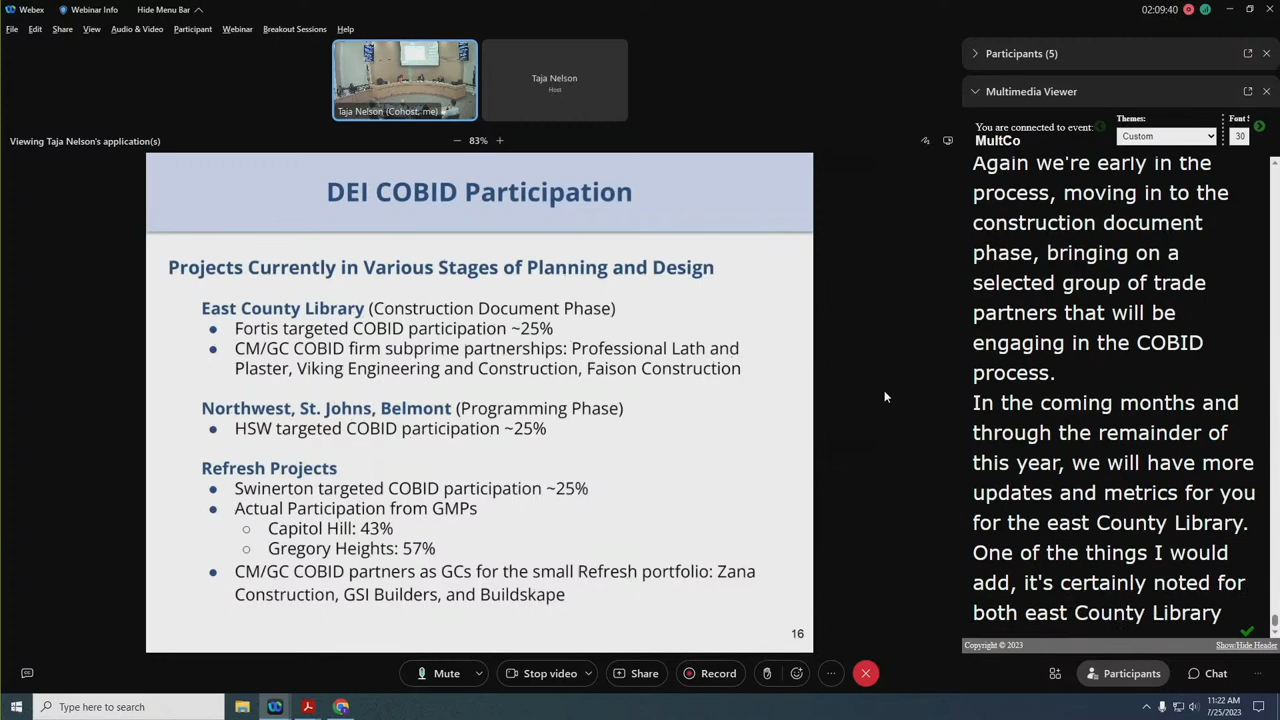 Webex
Webinar Info
Hide Menu Bar
02:09:40
File Edit Share View Audio & Video Participant Webinar Breakout Sessions Help
Taja Nelson (Cohost, me)
Taja Nelson
Host
Viewing Taja Nelson's application(s)
83%
DEI COBID Participation
Projects Currently in Various Stages of Planning and Design
East County Library (Construction Document Phase)
● Fortis targeted COBID participation ~25%
● CM/GC COBID firm subprime partnerships: Professional Lath and
Plaster, Viking Engineering and Construction, Faison Construction
Northwest, St. Johns, Belmont (Programming Phase)
● HSW targeted COBID participation ~25%
Refresh Projects
● Swinerton targeted COBID participation ~25%
● Actual Participation from GMPs
○ Capitol Hill: 43%
○ Gregory Heights: 57%
● CM/GC COBID partners as GCs for the small Refresh portfolio: Zana
Construction, GSI Builders, and Buildskape
16
Participants (5)
Multimedia Viewer
You are connected to event:
MultCo
Themes:
Custom
Font S
30
Again we're early in the
process, moving in to the
construction document
phase, bringing on a
selected group of trade
partners that will be
engaging in the COBID
process.
In the coming months and
through the remainder of
this year, we will have more
updates and metrics for you
for the east County Library.
One of the things I would
add, it's certainly noted for
both east County Library
Copyright © 2023
Show/Hide Header
Mute
Stop video
Share
Record
Participants
Chat
Type here to search
11:22 AM
7/25/2023